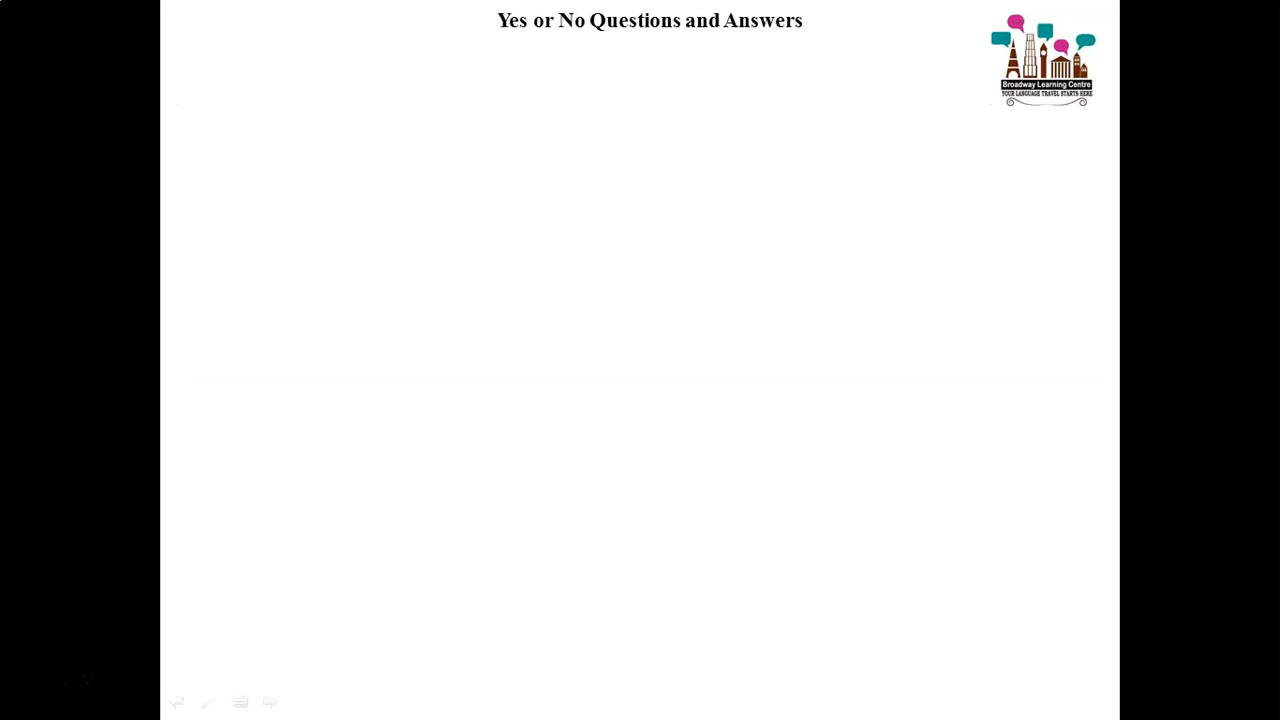 Yes or No Questions and Answers
Broadway Learning Centre
YOUR LANGUAGE TRAVEL STARTS HERE